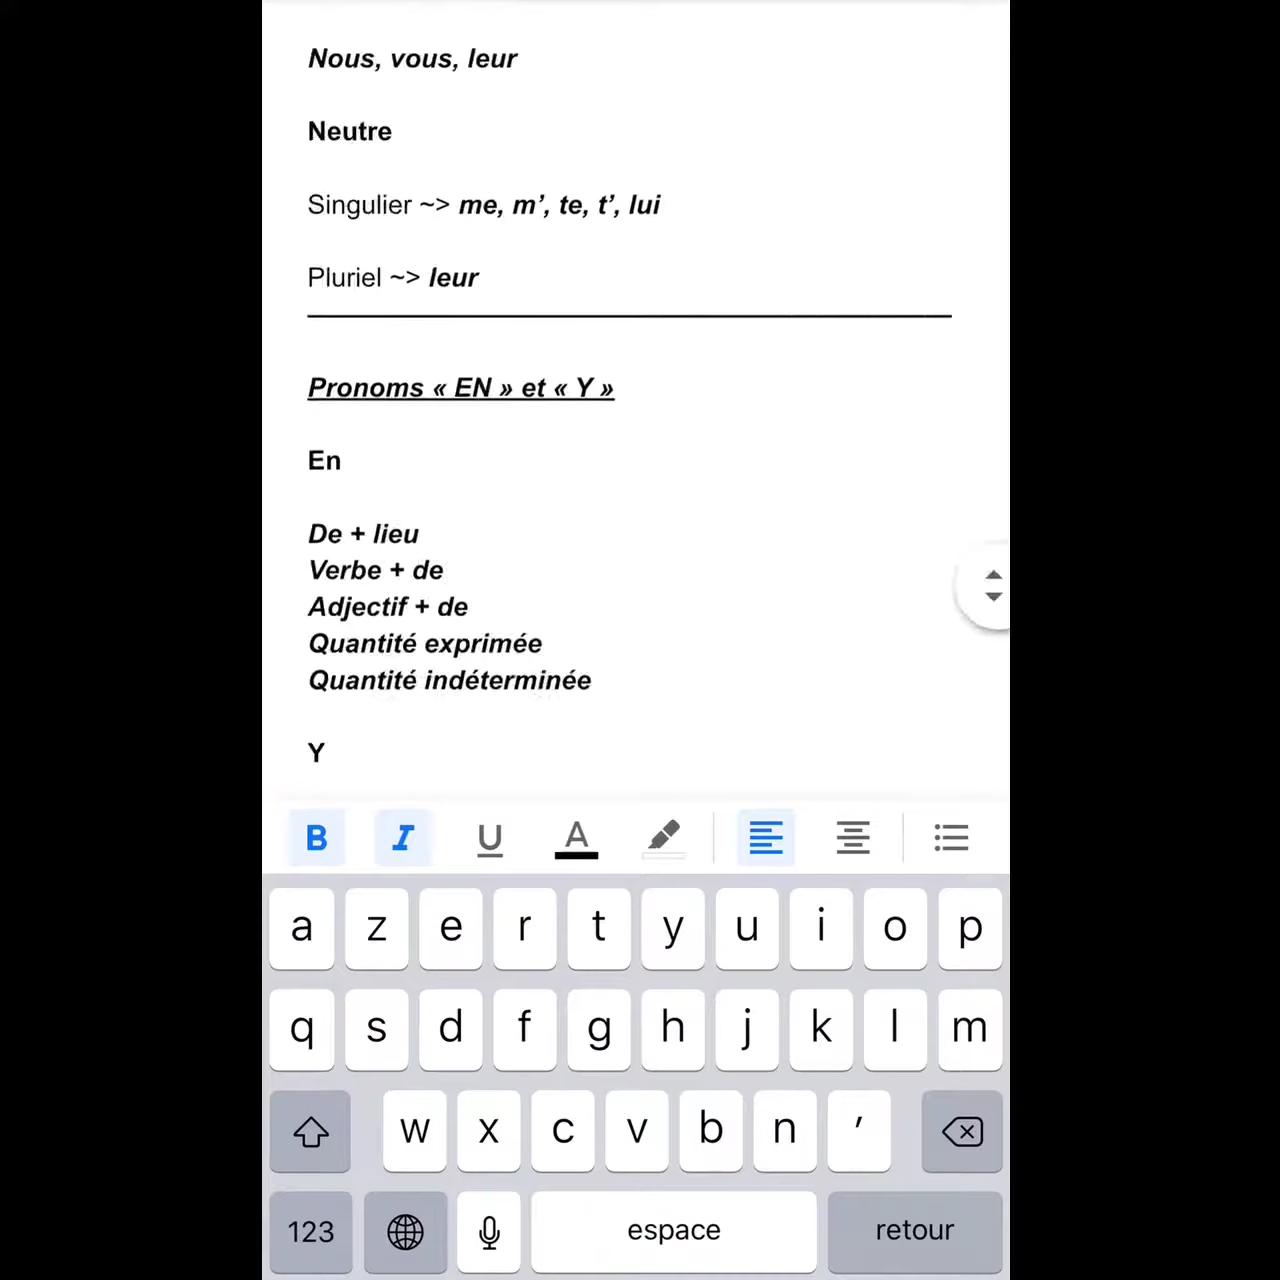 Nous, vous, leur
Neutre
Singulier ~> me, m’, te, t’, lui
Pluriel ~> leur
Pronoms « EN » et « Y »
En
De + lieu
Verbe + de
Adjectif + de
Quantité exprimée
Quantité indéterminée
Y
B I U A
a z e r t y u i o p
q s d f g h j k l m
w x c v b n ’
123 espace retour